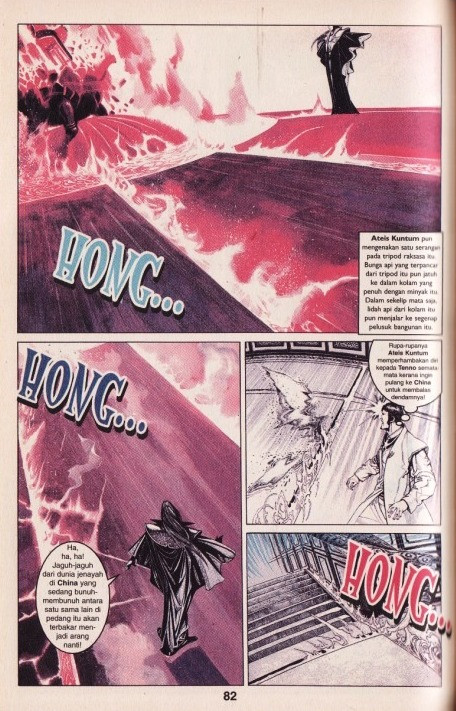 HONG...
Ateis Kuntum pun
mengenakan satu serangan
pada tripod raksasa itu.
Bunga api yang terpancar
dari tripod itu pun jatuh
ke dalam kolam yang
penuh dengan minyak itu.
Dalam sekelip mata saja,
lidah api dari kolam itu
pun menjalar ke segenap
pelusuk bangunan itu.
HONG...
Ha,
ha, ha!
Jaguh-jaguh
dari dunia jenayah
di China yang
sedang bunuh-
membunuh antara
satu sama lain di
pedang itu akan
terbakar men-
jadi arang
nanti!
Rupa-rupanya
Ateis Kuntum
memperhambakan diri
kepada Tenno semata-
mata kerana ingin
pulang ke China
untuk membalas
dendamnya!
HONG...
82